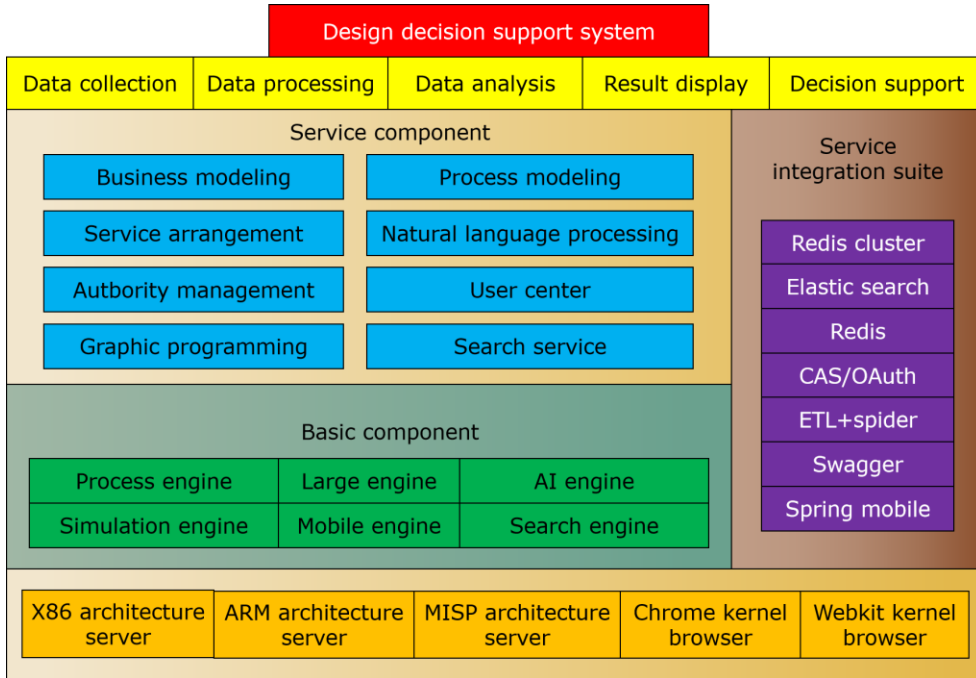 Design decision support system
Data collection
Data processing
Data analysis
Result display
Decision support
Service component
Business modeling
Process modeling
Service arrangement
Natural language processing
Autbority management
User center
Graphic programming
Search service
Service
integration suite
Redis cluster
Elastic search
Redis
CAS/OAuth
ETL+spider
Swagger
Spring mobile
Basic component
Process engine
Large engine
AI engine
Simulation engine
Mobile engine
Search engine
X86 architecture
server
ARM architecture
server
MISP architecture
server
Chrome kernel
browser
Webkit kernel
browser